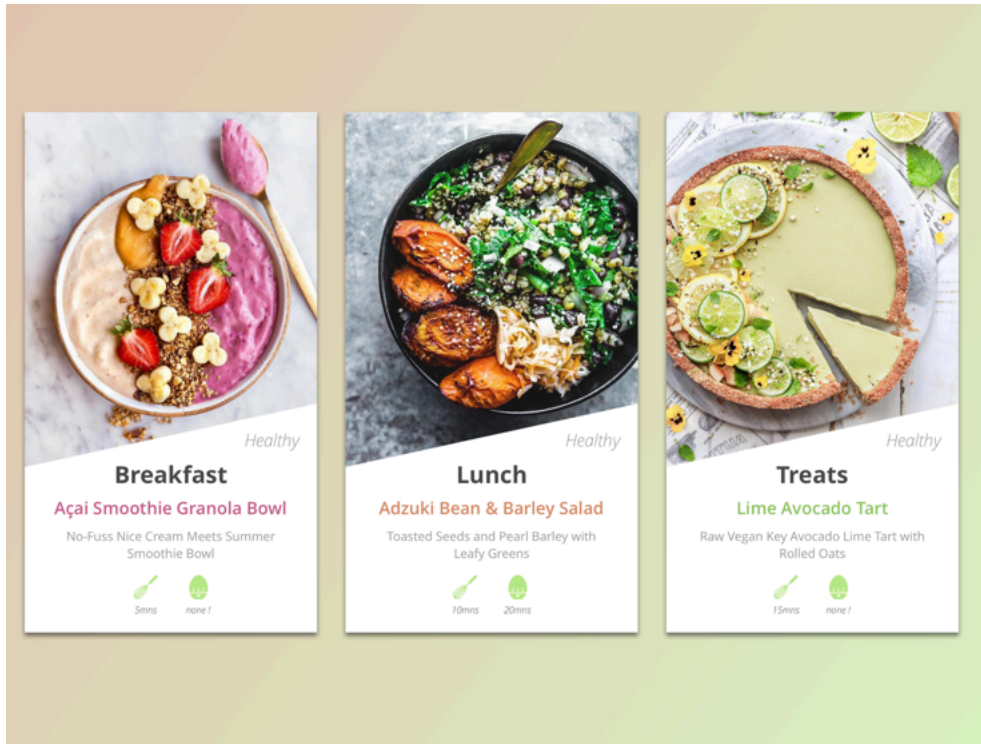 Healthy
Breakfast
Açai Smoothie Granola Bowl
No-Fuss Nice Cream Meets Summer
Smoothie Bowl
5mns
none !
Healthy
Lunch
Adzuki Bean & Barley Salad
Toasted Seeds and Pearl Barley with
Leafy Greens
10mns
20mns
Healthy
Treats
Lime Avocado Tart
Raw Vegan Key Avocado Lime Tart with
Rolled Oats
15mns
none !